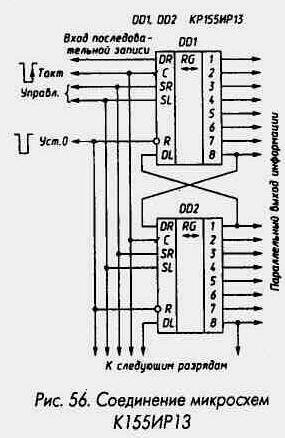 DD1, DD2 КР155ИР13
Вход последова-
тельной записи
DD1
Такт
Управл.
Уст.0
DR
C
SR
SL
R
DL
RG
1
2
3
4
5
6
7
8
DD2
DR
C
SR
SL
R
DL
RG
1
2
3
4
5
6
7
8
Параллельный выход информации
К следующим разрядам
Рис. 56. Соединение микросхем
К155ИР13